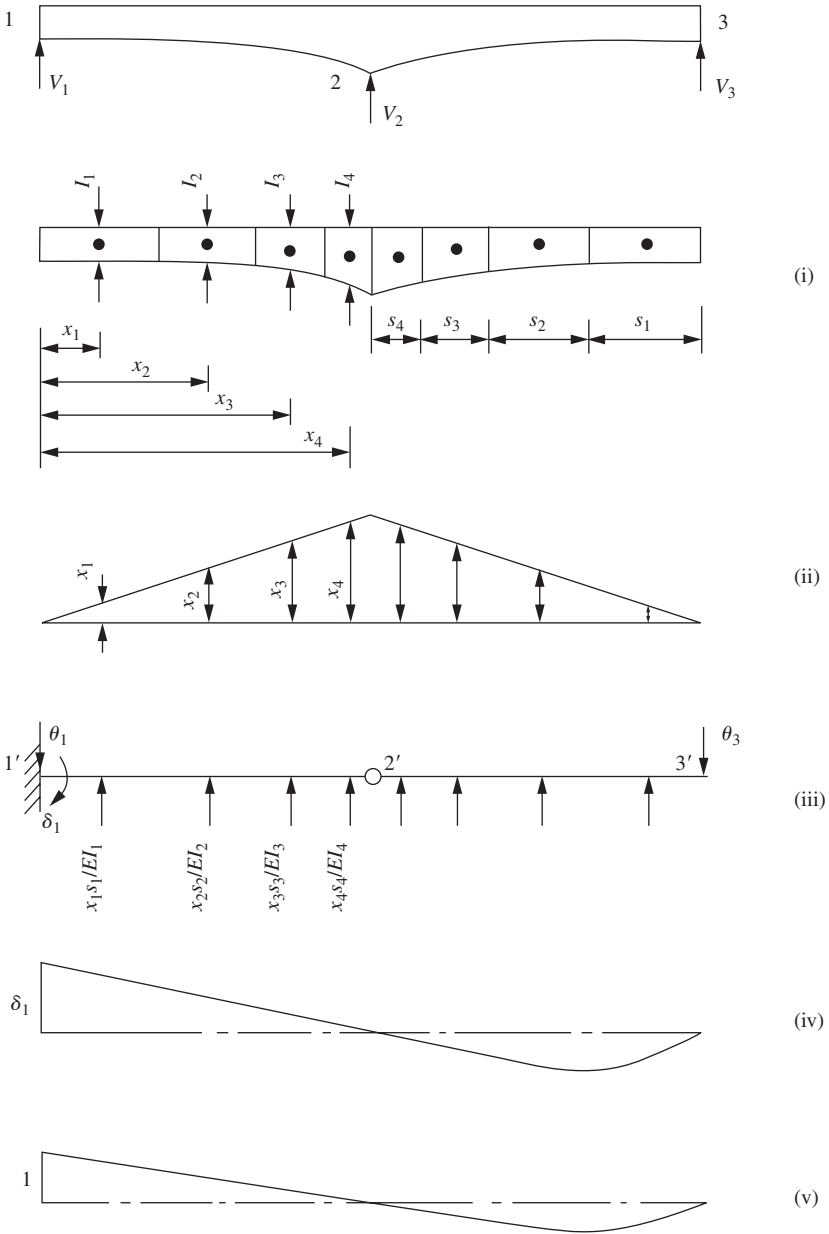 1
3
2
V₁
V₂
V₃
I₁ I₂ I₃ I₄
(i)
x₁
s₄ s₃ s₂ s₁
x₂
x₃
x₄
x₁ x₂ x₃ x₄
(ii)
θ₁
θ₃
1′ 2′ 3′
δ₁
(iii)
x₁s₁/EI₁ x₂s₂/EI₂ x₃s₃/EI₃ x₄s₄/EI₄
δ₁
(iv)
1
(v)